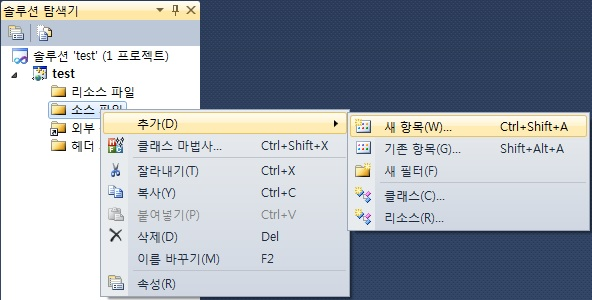 솔루션 탐색기
솔루션 'test' (1 프로젝트)
test
리소스 파일
소스 파일
외부
헤더
추가(D)
클래스 마법사... Ctrl+Shift+X
잘라내기(T) Ctrl+X
복사(Y) Ctrl+C
붙여넣기(P) Ctrl+V
삭제(D) Del
이름 바꾸기(M) F2
속성(R)
새 항목(W)... Ctrl+Shift+A
기존 항목(G)... Shift+Alt+A
새 필터(F)
클래스(C)...
리소스(R)...